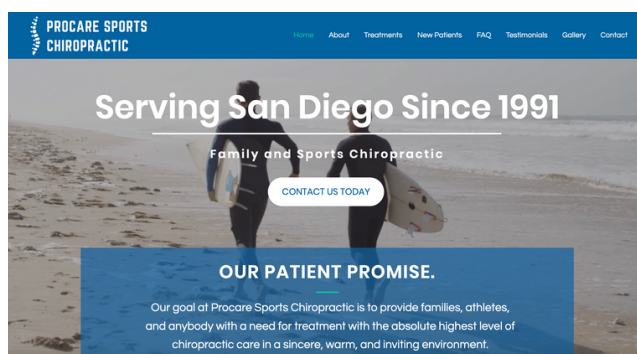 PROCARE SPORTS
CHIROPRACTIC
Home About Treatments New Patients FAQ Testimonials Gallery Contact
Serving San Diego Since 1991
Family and Sports Chiropractic
CONTACT US TODAY
OUR PATIENT PROMISE.
Our goal at Procare Sports Chiropractic is to provide families, athletes,
and anybody with a need for treatment with the absolute highest level of
chiropractic care in a sincere, warm, and inviting environment.